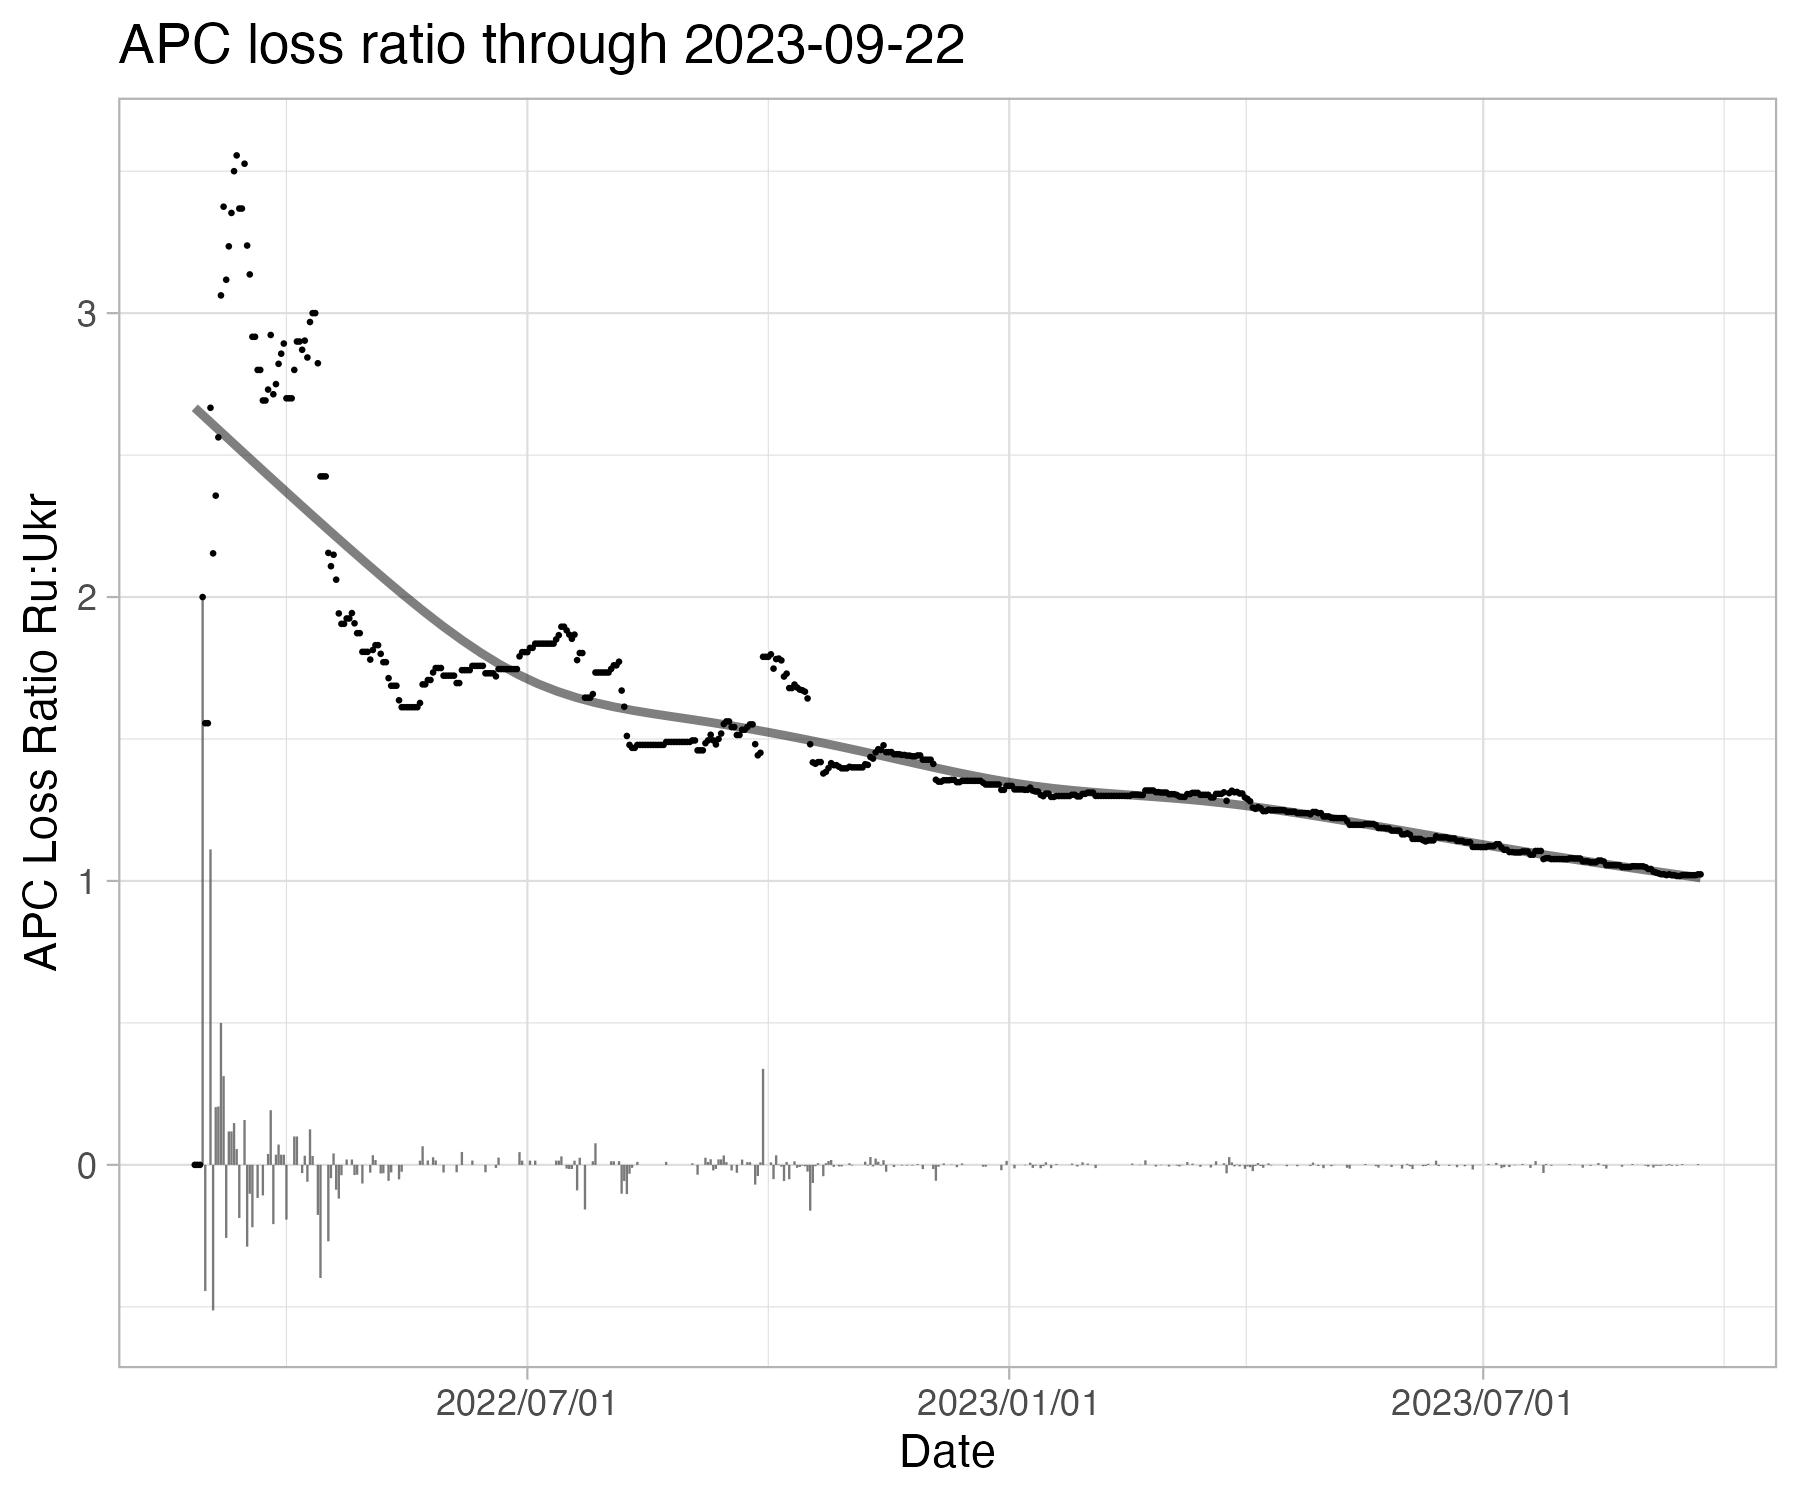 APC loss ratio through 2023-09-22
APC Loss Ratio Ru:Ukr
3
2
1
0
2022/07/01
2023/01/01
2023/07/01
Date